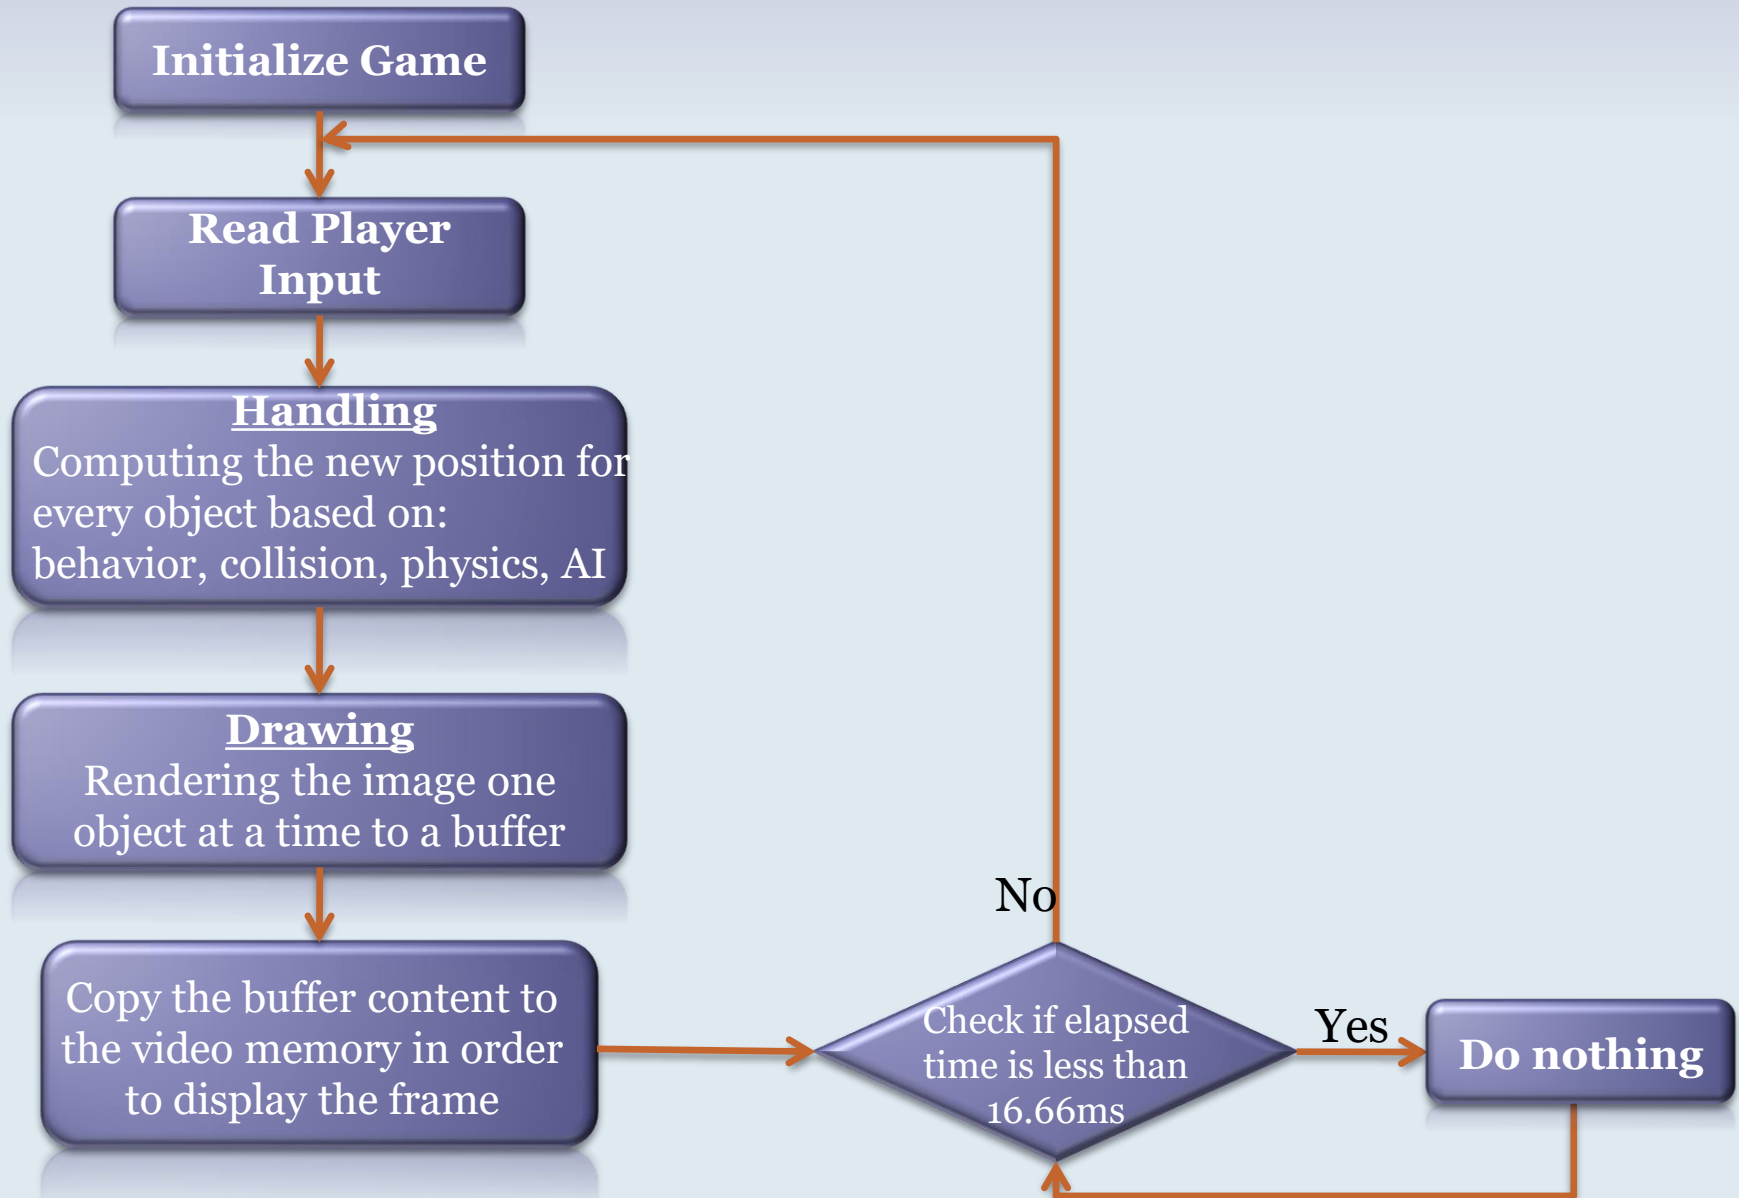 Initialize Game
Read Player
Input
Handling
Computing the new position for
every object based on:
behavior, collision, physics, AI
Drawing
Rendering the image one
object at a time to a buffer
Copy the buffer content to
the video memory in order
to display the frame
No
Check if elapsed
time is less than
16.66ms
Yes
Do nothing